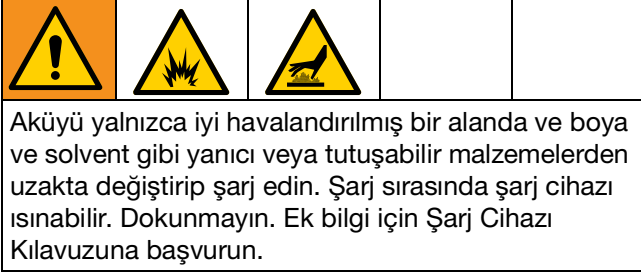 Aküyü yalnızca iyi havalandırılmış bir alanda ve boya
ve solvent gibi yanıcı veya tutuşabilir malzemelerden
uzakta değiştirip şarj edin. Şarj sırasında şarj cihazı
ısınabilir. Dokunmayın. Ek bilgi için Şarj Cihazı
Kılavuzuna başvurun.